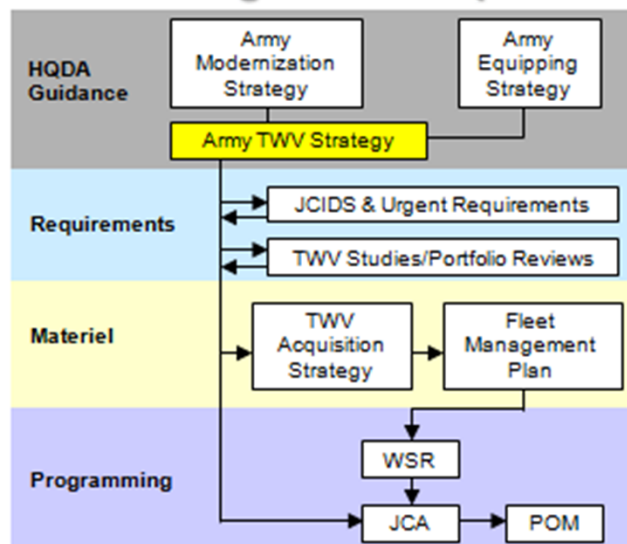 HQDA
Guidance
Army
Modernization
Strategy
Army
Equipping
Strategy
Army TWV Strategy
Requirements
JCIDS & Urgent Requirements
TWV Studies/Portfolio Reviews
Materiel
TWV
Acquisition
Strategy
Fleet
Management
Plan
Programming
WSR
JCA
POM